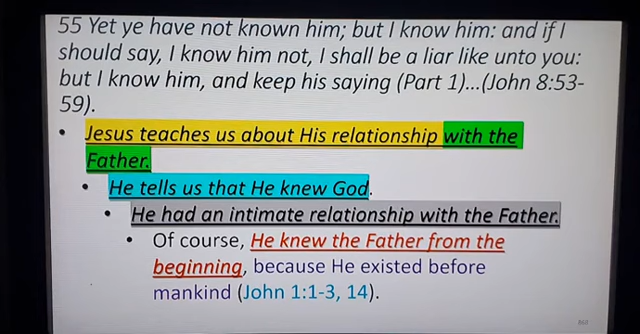 55 Yet ye have not known him; but I know him: and if I
should say, I know him not, I shall be a liar like unto you:
but I know him, and keep his saying (Part 1)...(John 8:53-
59).
• Jesus teaches us about His relationship with the
Father.
• He tells us that He knew God.
• He had an intimate relationship with the Father.
• Of course, He knew the Father from the
beginning, because He existed before
mankind (John 1:1-3, 14).